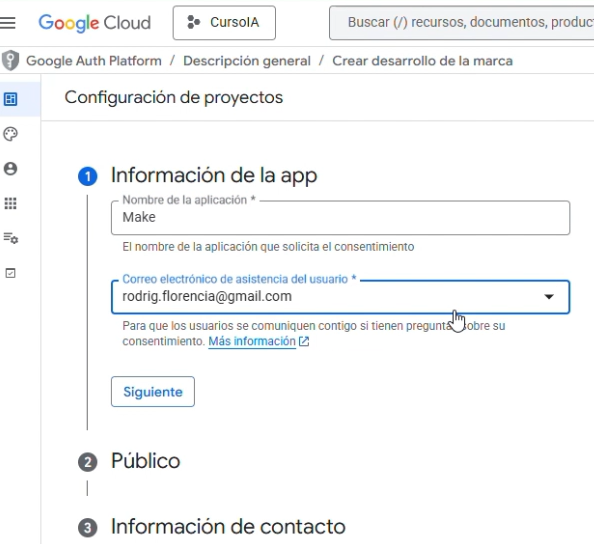 Google Cloud
CursoIA
Buscar (/) recursos, documentos, product
Google Auth Platform / Descripción general / Crear desarrollo de la marca
Configuración de proyectos
1 Información de la app
Nombre de la aplicación *
Make
El nombre de la aplicación que solicita el consentimiento
Correo electrónico de asistencia del usuario *
rodrig.florencia@gmail.com
Para que los usuarios se comuniquen contigo si tienen pregunta sobre su
consentimiento. Más información
Siguiente
2 Público
3 Información de contacto